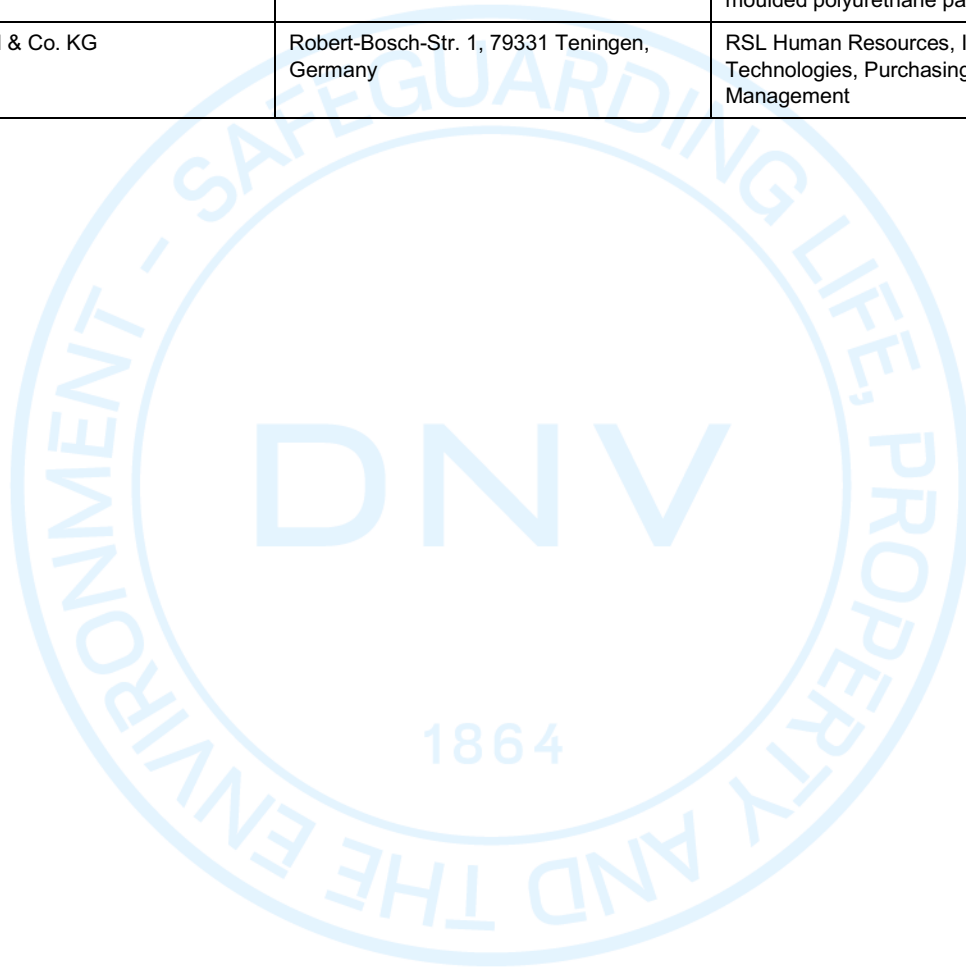 moulded polyurethane pa
& Co. KG
Robert-Bosch-Str. 1, 79331 Teningen,
Germany
RSL Human Resources, I
Technologies, Purchasing
Management
SAFEGUARDING LIFE, PROPERTY AND THE ENVIRONMENT -
DNV
1864